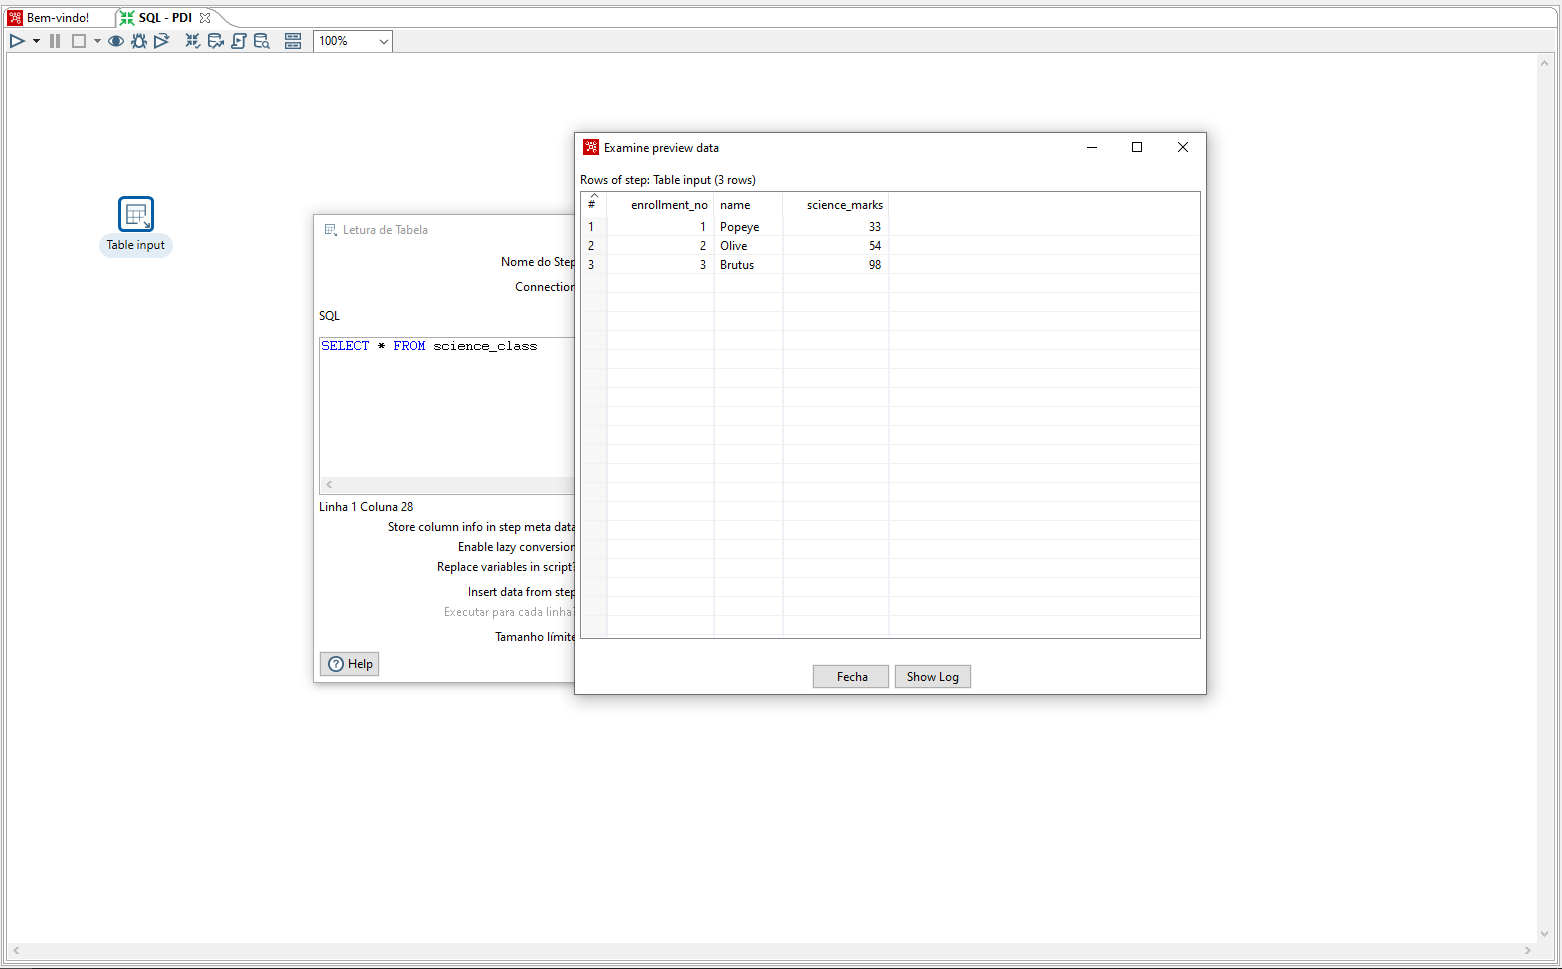 Bem-vindo!
SQL - PDI
100%
Table input
Letura de Tabela
Nome do Step
Connection
SQL
SELECT * FROM science_class
Linha 1 Coluna 28
Store column info in step meta data
Enable lazy conversion
Replace variables in script?
Insert data from step
Executar para cada linha?
Tamanho límite
Help
Examine preview data
Rows of step: Table input (3 rows)
# enrollment_no name science_marks
1 1 Popeye 33
2 2 Olive 54
3 3 Brutus 98
Fecha Show Log